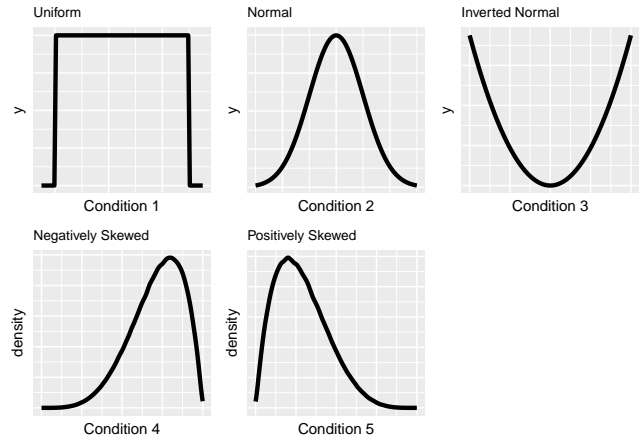 Uniform
Normal
Inverted Normal
y
y
y
Condition 1
Condition 2
Condition 3
Negatively Skewed
Positively Skewed
density
density
Condition 4
Condition 5